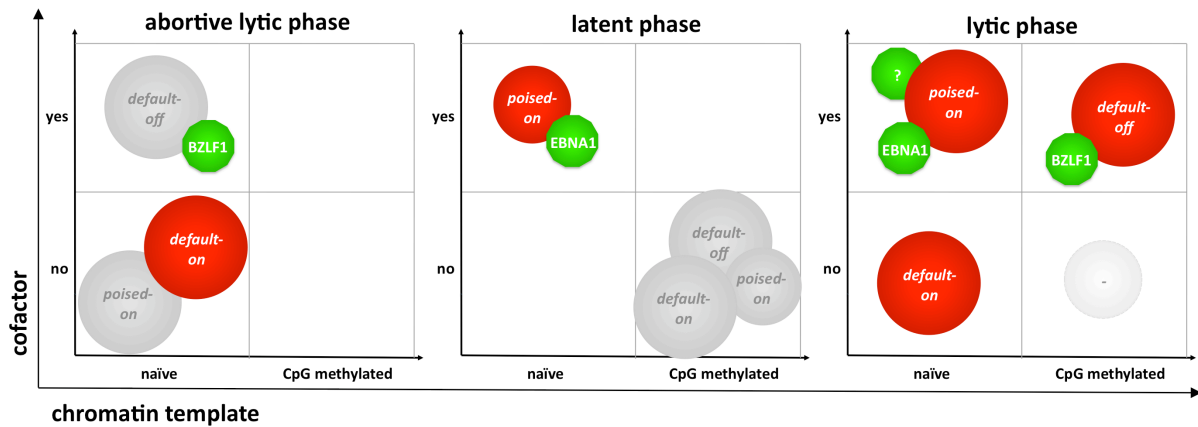 abortive lytic phase
latent phase
lytic phase
yes
default-
off
BZLF1
no
default-
on
poised-
on
naïve
CpG methylated
yes
poised-
on
EBNA1
no
default-
off
poised-
on
default-
on
naïve
CpG methylated
yes
?
poised-
on
EBNA1
default-
off
BZLF1
no
default-
on
-
naïve
CpG methylated
cofactor
chromatin template